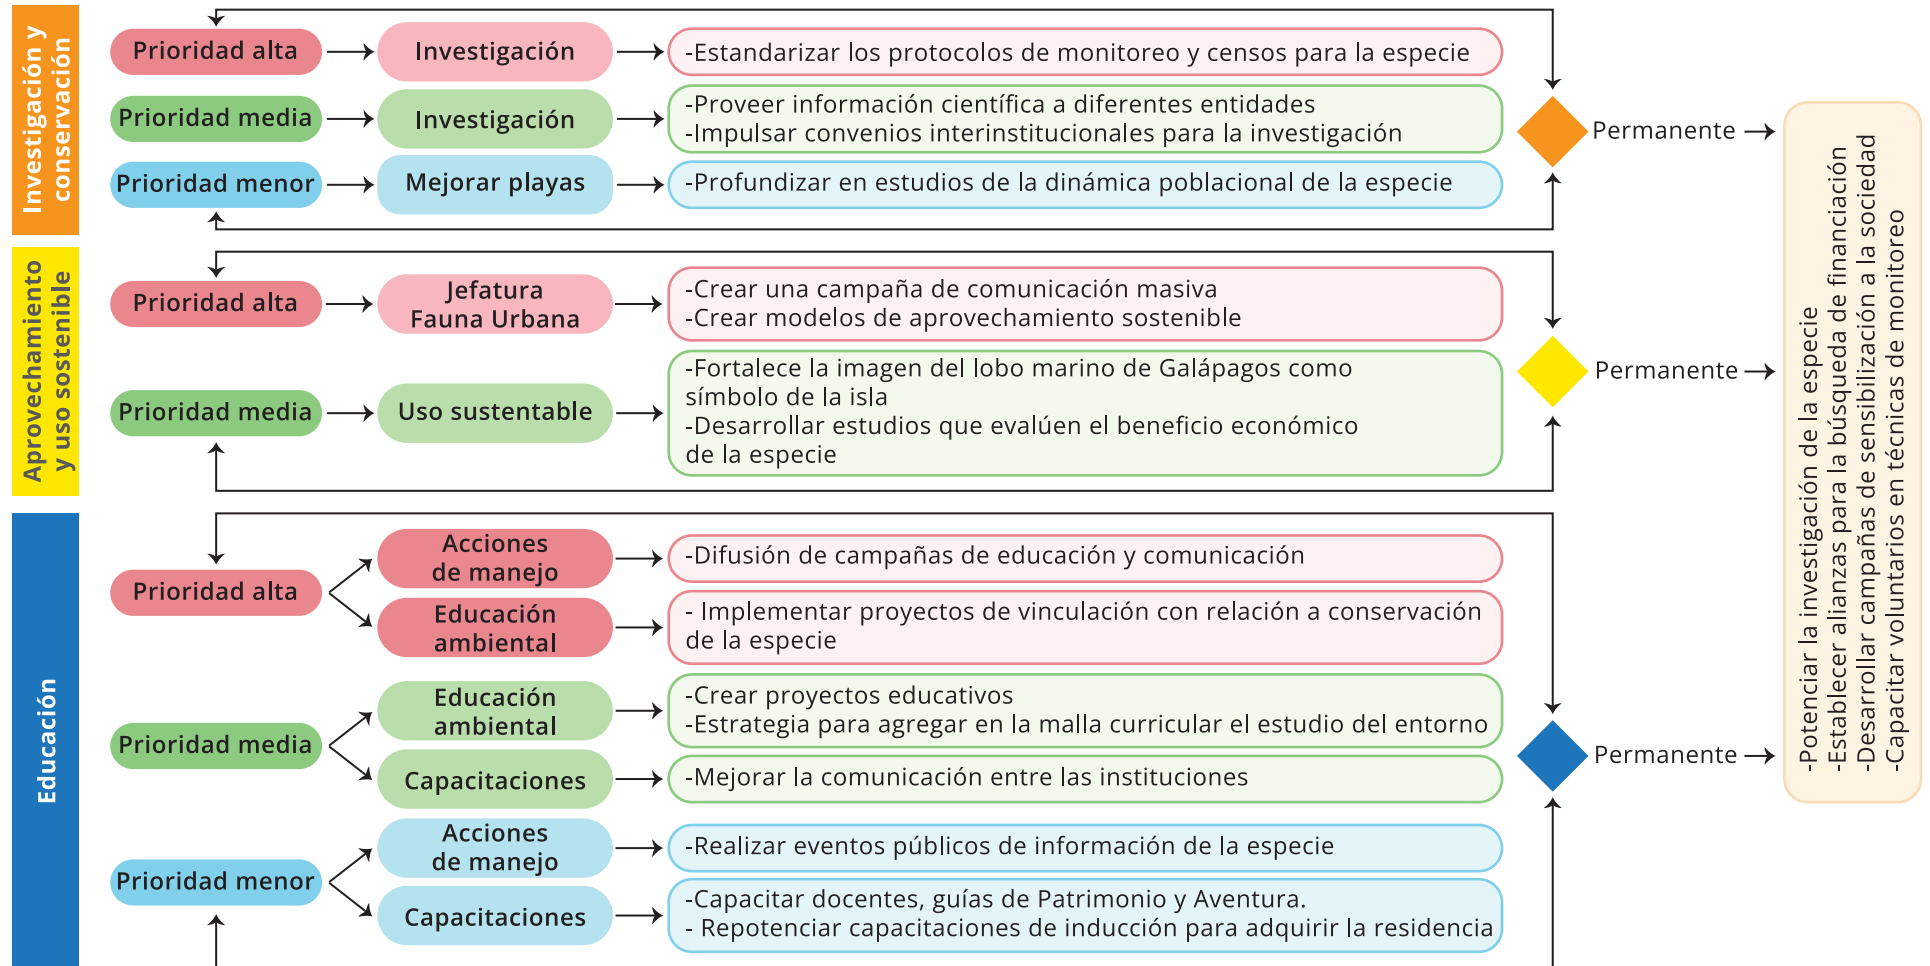 Investigación y
conservación
Prioridad alta
Investigación
-Estandarizar los protocolos de monitoreo y censos para la especie
Prioridad media
Investigación
-Proveer información científica a diferentes entidades
-Impulsar convenios interinstitucionales para la investigación
Prioridad menor
Mejorar playas
-Profundizar en estudios de la dinámica poblacional de la especie
Permanente
Aprovechamiento
y uso sostenible
Prioridad alta
Jefatura
Fauna Urbana
-Crear una campaña de comunicación masiva
-Crear modelos de aprovechamiento sostenible
Prioridad media
Uso sustentable
-Fortalece la imagen del lobo marino de Galápagos como
símbolo de la isla
-Desarrollar estudios que evalúen el beneficio económico
de la especie
Permanente
Educación
Prioridad alta
Acciones
de manejo
-Difusión de campañas de educación y comunicación
Educación
ambiental
- Implementar proyectos de vinculación con relación a conservación
de la especie
Prioridad media
Educación
ambiental
-Crear proyectos educativos
-Estrategia para agregar en la malla curricular el estudio del entorno
Capacitaciones
-Mejorar la comunicación entre las instituciones
Prioridad menor
Acciones
de manejo
-Realizar eventos públicos de información de la especie
Capacitaciones
-Capacitar docentes, guías de Patrimonio y Aventura.
- Repotenciar capacitaciones de inducción para adquirir la residencia
Permanente
-Potenciar la investigación de la especie
-Establecer alianzas para la búsqueda de financiación
-Desarrollar campañas de sensibilización a la sociedad
-Capacitar voluntarios en técnicas de monitoreo